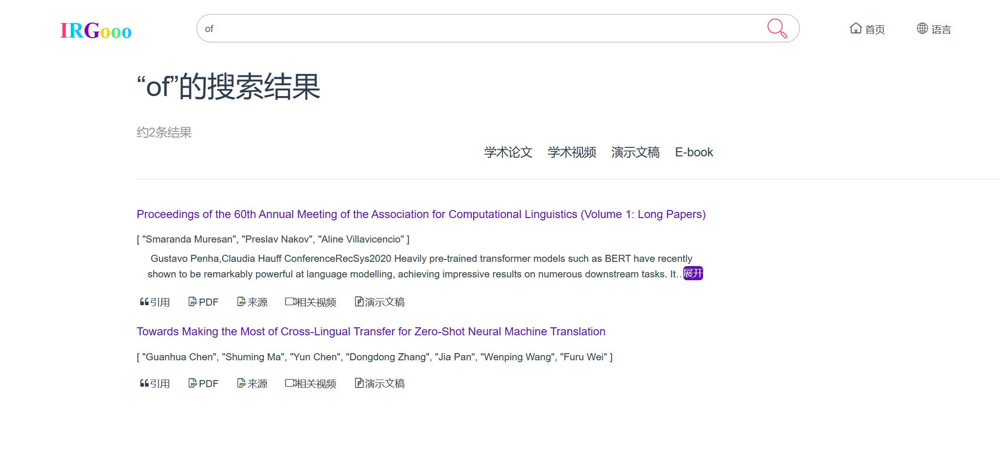 IRGooo
of
首页
语言
“of”的搜索结果
约2条结果
学术论文 学术视频 演示文稿 E-book
Proceedings of the 60th Annual Meeting of the Association for Computational Linguistics (Volume 1: Long Papers)
[ "Smaranda Muresan", "Preslav Nakov", "Aline Villavicencio" ]
Gustavo Penha,Claudia Hauff ConferenceRecSys2020 Heavily pre-trained transformer models such as BERT have recently
shown to be remarkably powerful at language modelling, achieving impressive results on numerous downstream tasks. It..展开
引用 PDF 来源 相关视频 演示文稿
Towards Making the Most of Cross-Lingual Transfer for Zero-Shot Neural Machine Translation
[ "Guanhua Chen", "Shuming Ma", "Yun Chen", "Dongdong Zhang", "Jia Pan", "Wenping Wang", "Furu Wei" ]
引用 PDF 来源 相关视频 演示文稿